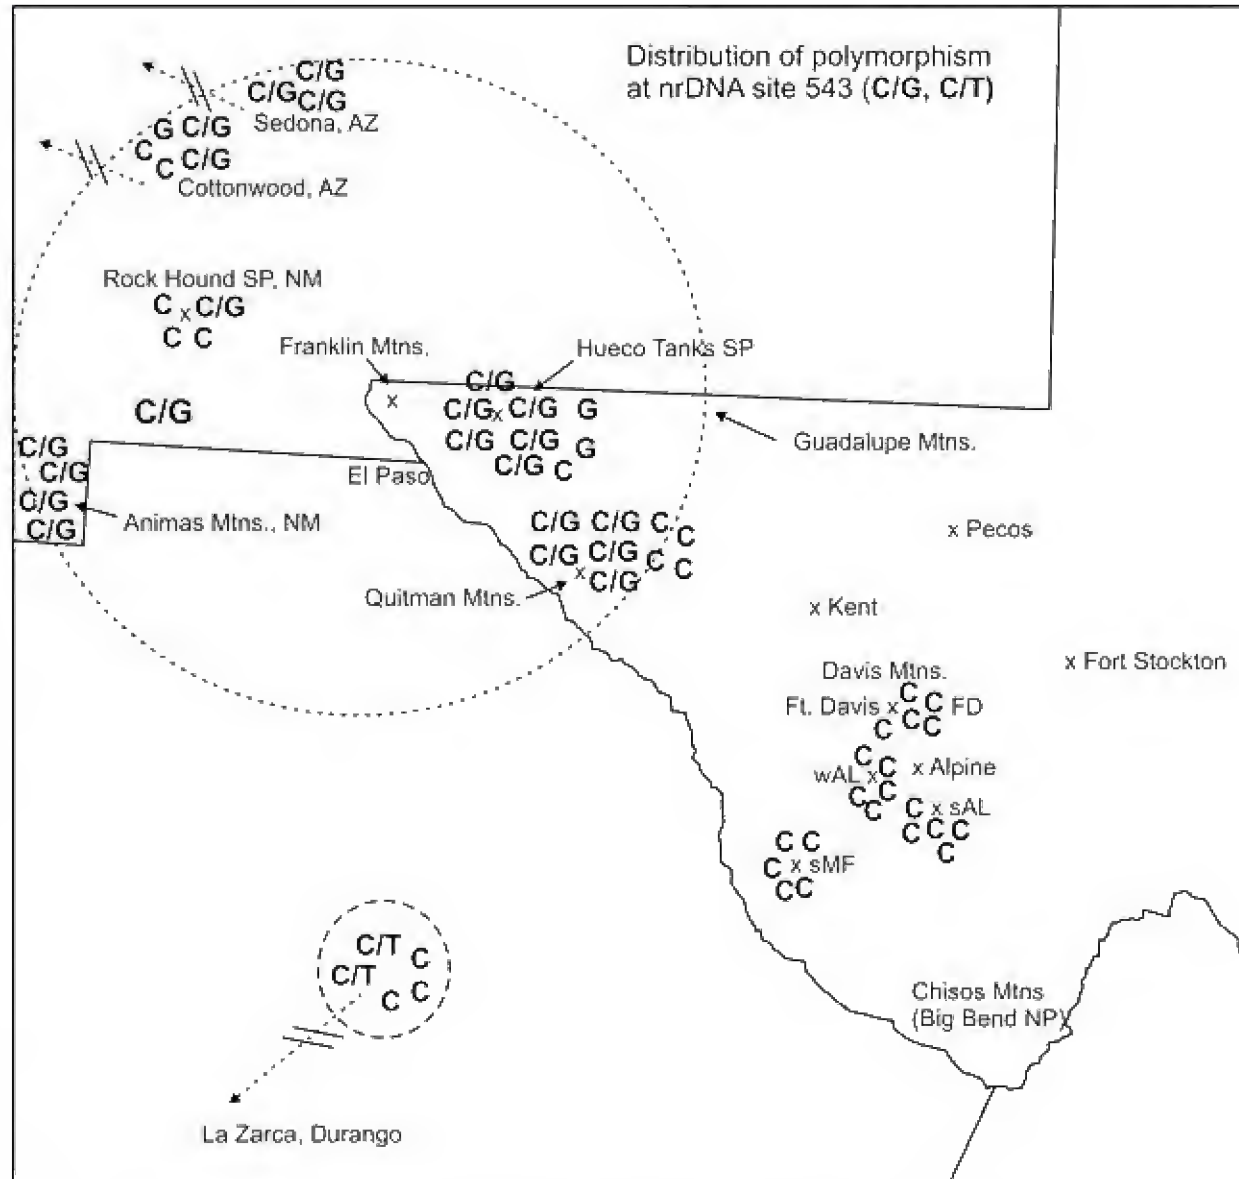 Distribution of polymorphism
at nrDNA site 543 (C/G, C/T)
C/G
C/G C/G
Sedona, AZ
G C/G
C C C/G
Cottonwood, AZ
Rock Hound SP, NM
C x C/G
C C
Franklin Mtns.
x
Hueco Tanks SP
C/G
C/G x C/G G
C/G C/G G
C/G C
Guadalupe Mtns.
C/G
El Paso
C/G
C/G
C/G
C/G
Animas Mtns., NM
C/G C/G C C
C/G C/G C C
x C/G
Quitman Mtns.
x Pecos
x Kent
x Fort Stockton
Davis Mtns.
C
Ft. Davis x C FD
C C C
C
wAL x C x Alpine
C C C
C x sAL
C C C
C
C C
C x sMF
C C
C/T C
C/T C
C
Chisos Mtns
(Big Bend NP)
La Zarca, Durango